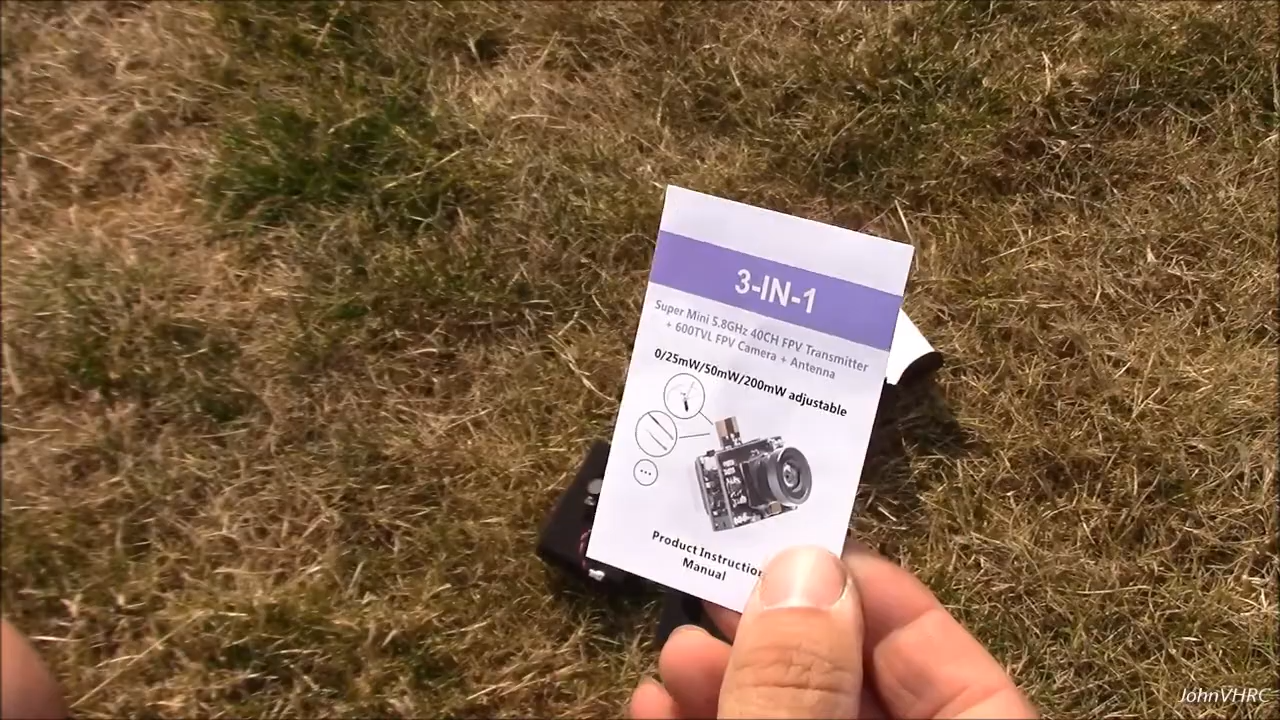 3-IN-1
Super Mini 5.8GHz 40CH FPV Transmitter
+ 600TVL FPV Camera + Antenna
0/25mW/50mW/200mW adjustable
Product Instruction
Manual
JohnVHRC